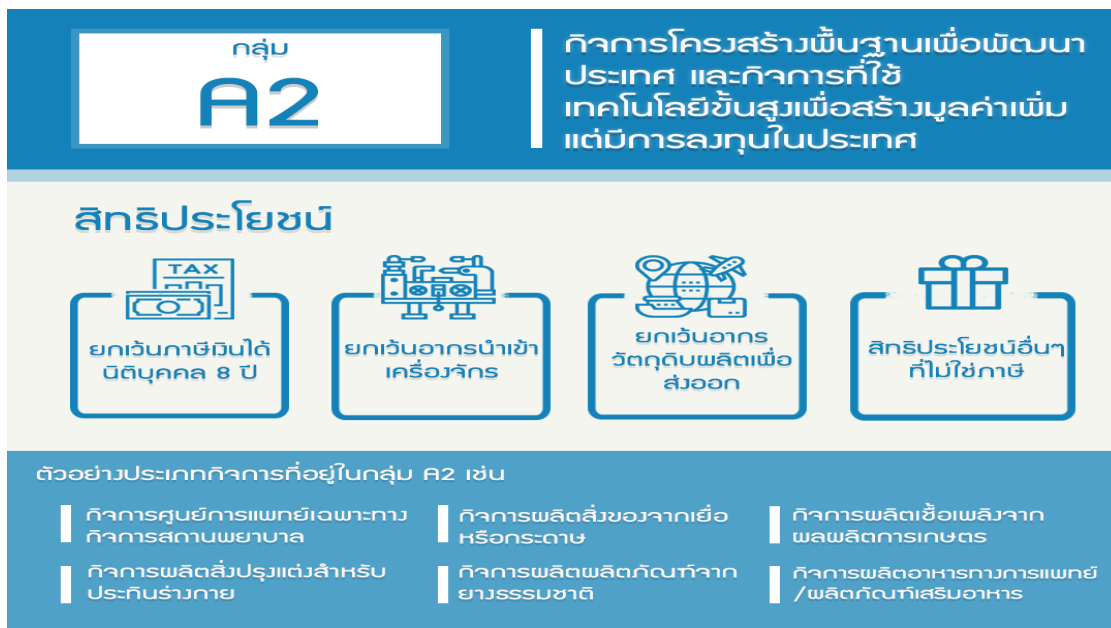 กลุ่ม
A2
กิจการโครงสร้างพื้นฐานเพื่อพัฒนา
ประเทศ และกิจการที่ใช้
เทคโนโลยีขั้นสูงเพื่อสร้างมูลค่าเพิ่ม
แต่มีการลงทุนในประเทศ
สิทธิประโยชน์
TAX
ยกเว้นภาษีเงินได้
นิติบุคคล 8 ปี
ยกเว้นอากรนำเข้า
เครื่องจักร
ยกเว้นอากร
วัตถุดิบผลิตเพื่อ
ส่งออก
สิทธิประโยชน์อื่นๆ
ที่ไม่ใช่ภาษี
ตัวอย่างประเภทกิจการที่อยู่ในกลุ่ม A2 เช่น
กิจการศูนย์การแพทย์เฉพาะทาง
กิจการสถานพยาบาล
กิจการผลิตสิ่งของจากเยื่อ
หรือกระดาษ
กิจการผลิตเชื้อเพลิงจาก
ผลผลิตการเกษตร
กิจการผลิตสิ่งปรุงแต่งสำหรับ
ประทินร่างกาย
กิจการผลิตผลิตภัณฑ์จาก
ยางธรรมชาติ
กิจการผลิตอาหารทางการแพทย์
/ผลิตภัณฑ์เสริมอาหาร